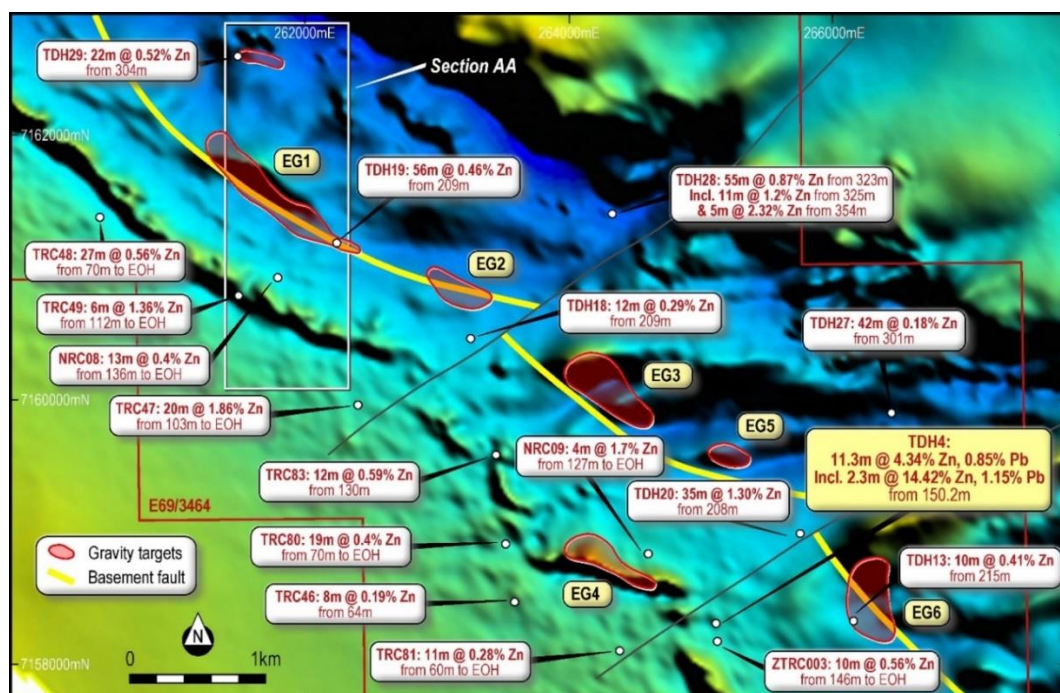 262000mE
264000mE
266000mE
TDH29: 22m @ 0.52% Zn
from 304m
Section AA
7162000mN
EG1
TDH19: 56m @ 0.46% Zn
from 209m
TDH28: 55m @ 0.87% Zn from 323m
Incl. 11m @ 1.2% Zn from 325m
& 5m @ 2.32% Zn from 354m
TRC48: 27m @ 0.56% Zn
from 70m to EOH
EG2
TRC49: 6m @ 1.36% Zn
from 112m to EOH
TDH18: 12m @ 0.29% Zn
from 209m
TDH27: 42m @ 0.18% Zn
from 301m
NRC08: 13m @ 0.4% Zn
from 136m to EOH
EG3
7160000mN
TRC47: 20m @ 1.86% Zn
from 103m to EOH
EG5
NRC09: 4m @ 1.7% Zn
from 127m to EOH
TDH4:
11.3m @ 4.34% Zn, 0.85% Pb
Incl. 2.3m @ 14.42% Zn, 1.15% Pb
from 150.2m
TRC83: 12m @ 0.59% Zn
from 130m
TDH20: 35m @ 1.30% Zn
from 208m
E69/3464
TRC80: 19m @ 0.4% Zn
from 70m to EOH
Gravity targets
Basement fault
TDH13: 10m @ 0.41% Zn
from 215m
EG4
TRC46: 8m @ 0.19% Zn
from 64m
EG6
N
0 1km
TRC81: 11m @ 0.28% Zn
from 60m to EOH
ZTRC003: 10m @ 0.56% Zn
from 146m to EOH
7158000mN